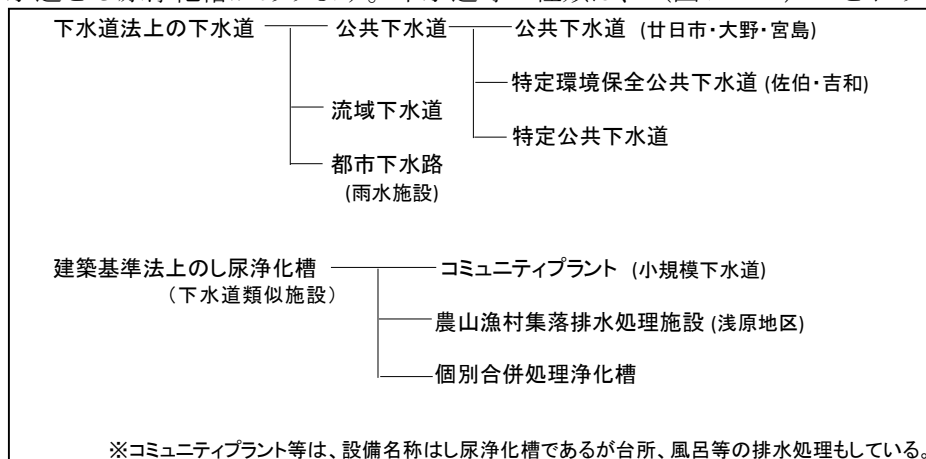 下水道法上の下水道 公共下水道 公共下水道 (廿日市・大野・宮島)
特定環境保全公共下水道 (佐伯・吉和)
流域下水道
特定公共下水道
都市下水路
(雨水施設)
建築基準法上のし尿浄化槽 コミュニティプラント (小規模下水道)
(下水道類似施設)
農山漁村集落排水処理施設 (浅原地区)
個別合併処理浄化槽
※コミュニティプラント等は、設備名称はし尿浄化槽であるが台所、風呂等の排水処理もしている。